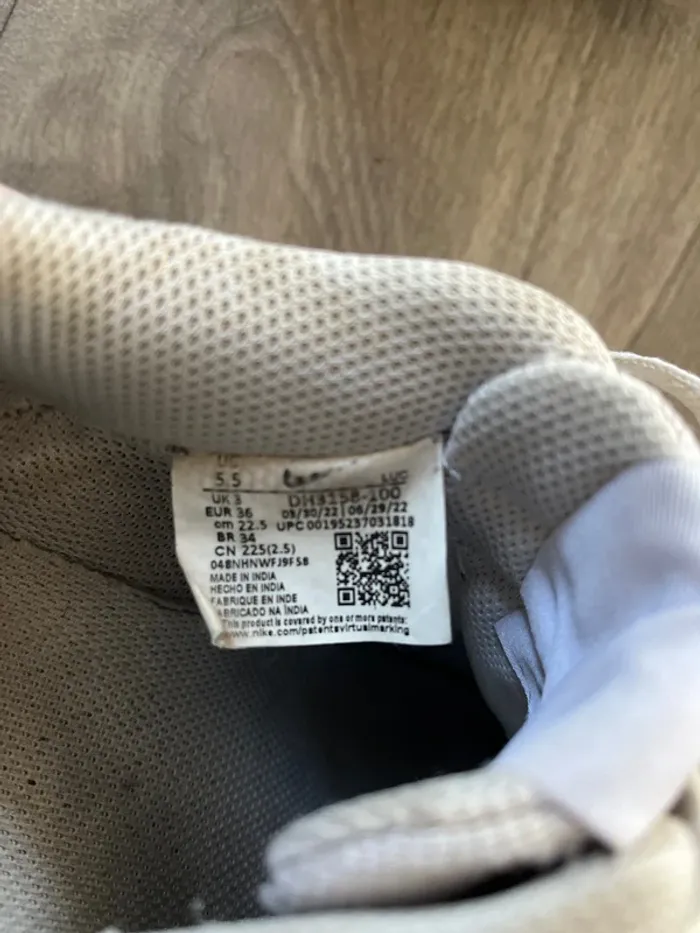 5.5
UK 3
EUR 36
cm 22.5
BR 34
CN 225(2.5)
LUC
DH3158-100
03/30/22 | 06/29/22
UPC 00195237031818
048NHNWFJ9F58
MADE IN INDIA
HECHO EN INDIA
FABRIQUE EN INDE
FABRICADO NA ÍNDIA
This product is covered by one or more patents:
www.nike.com/patentsvirtualmarking